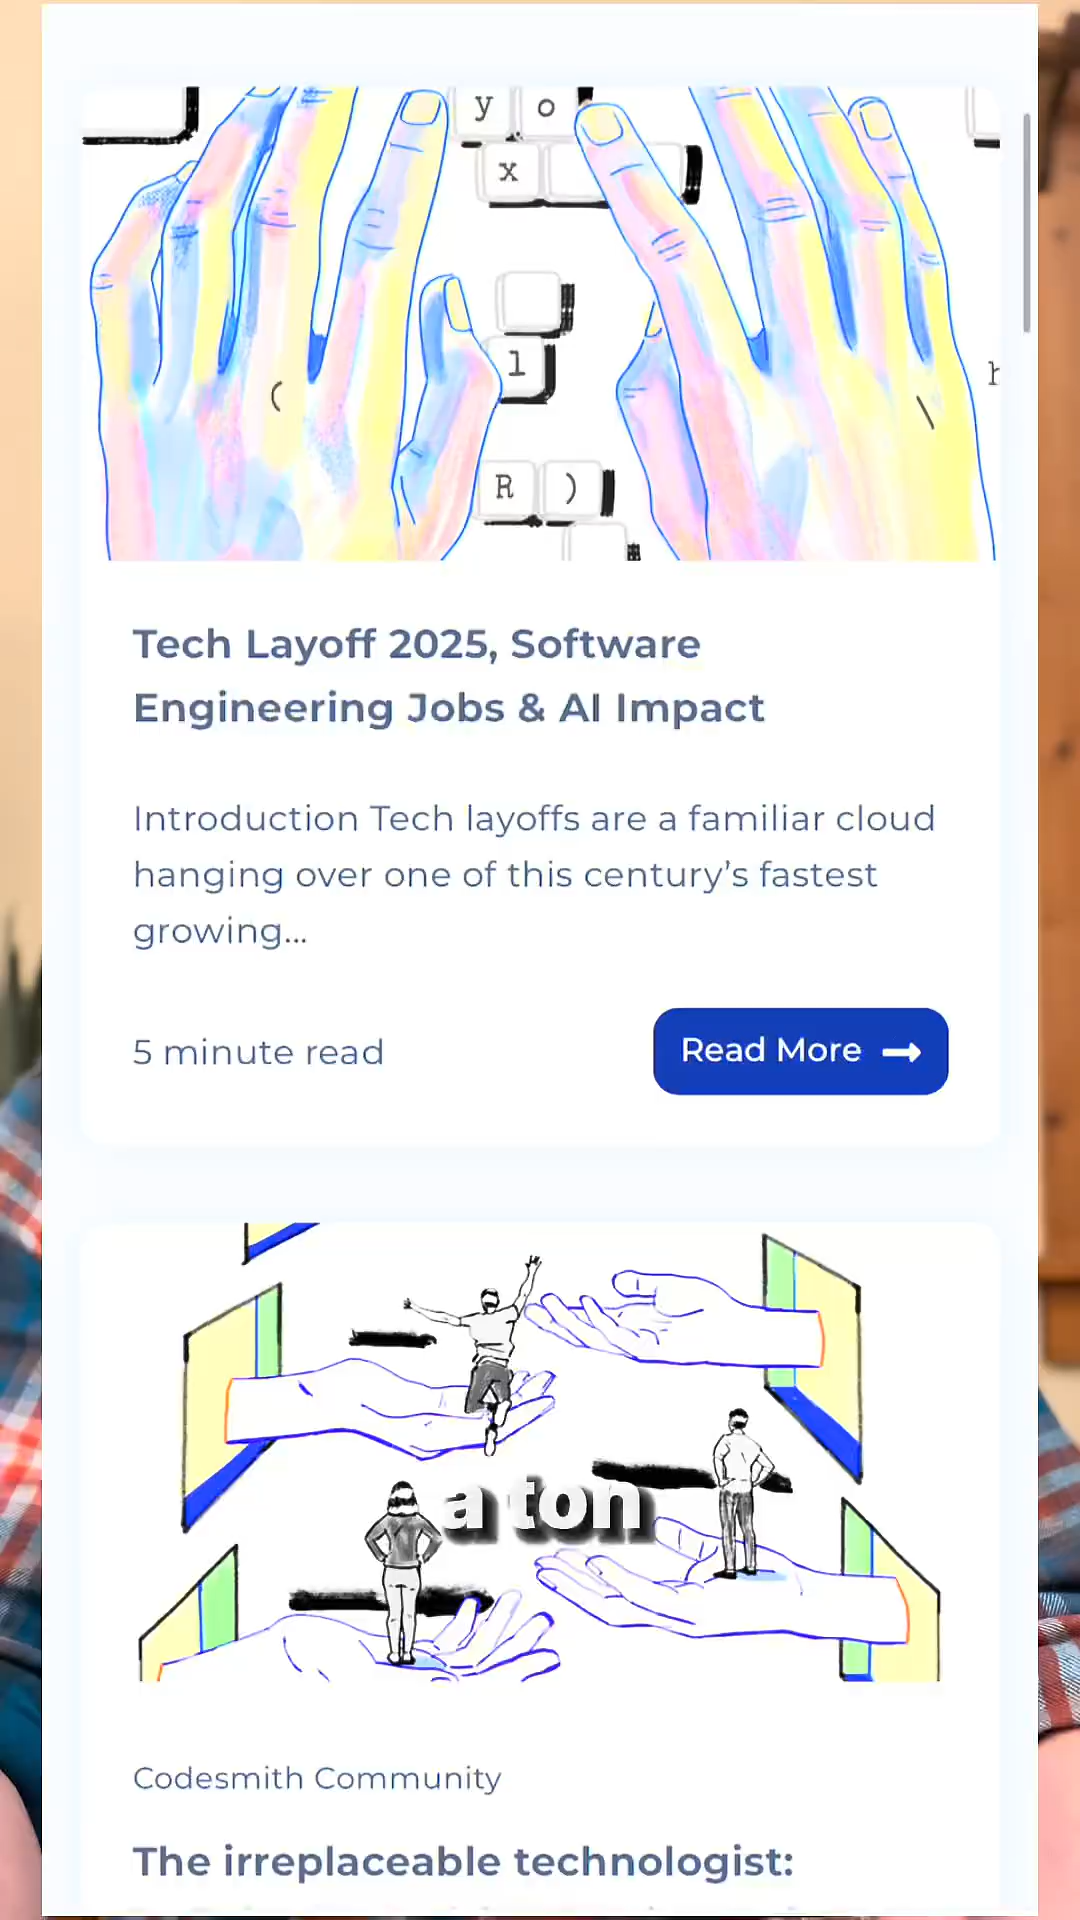 y o
x
l
h
(
\
R )
Tech Layoff 2025, Software
Engineering Jobs & AI Impact
Introduction Tech layoffs are a familiar cloud
hanging over one of this century’s fastest
growing...
5 minute read
Read More →
a ton
Codesmith Community
The irreplaceable technologist: